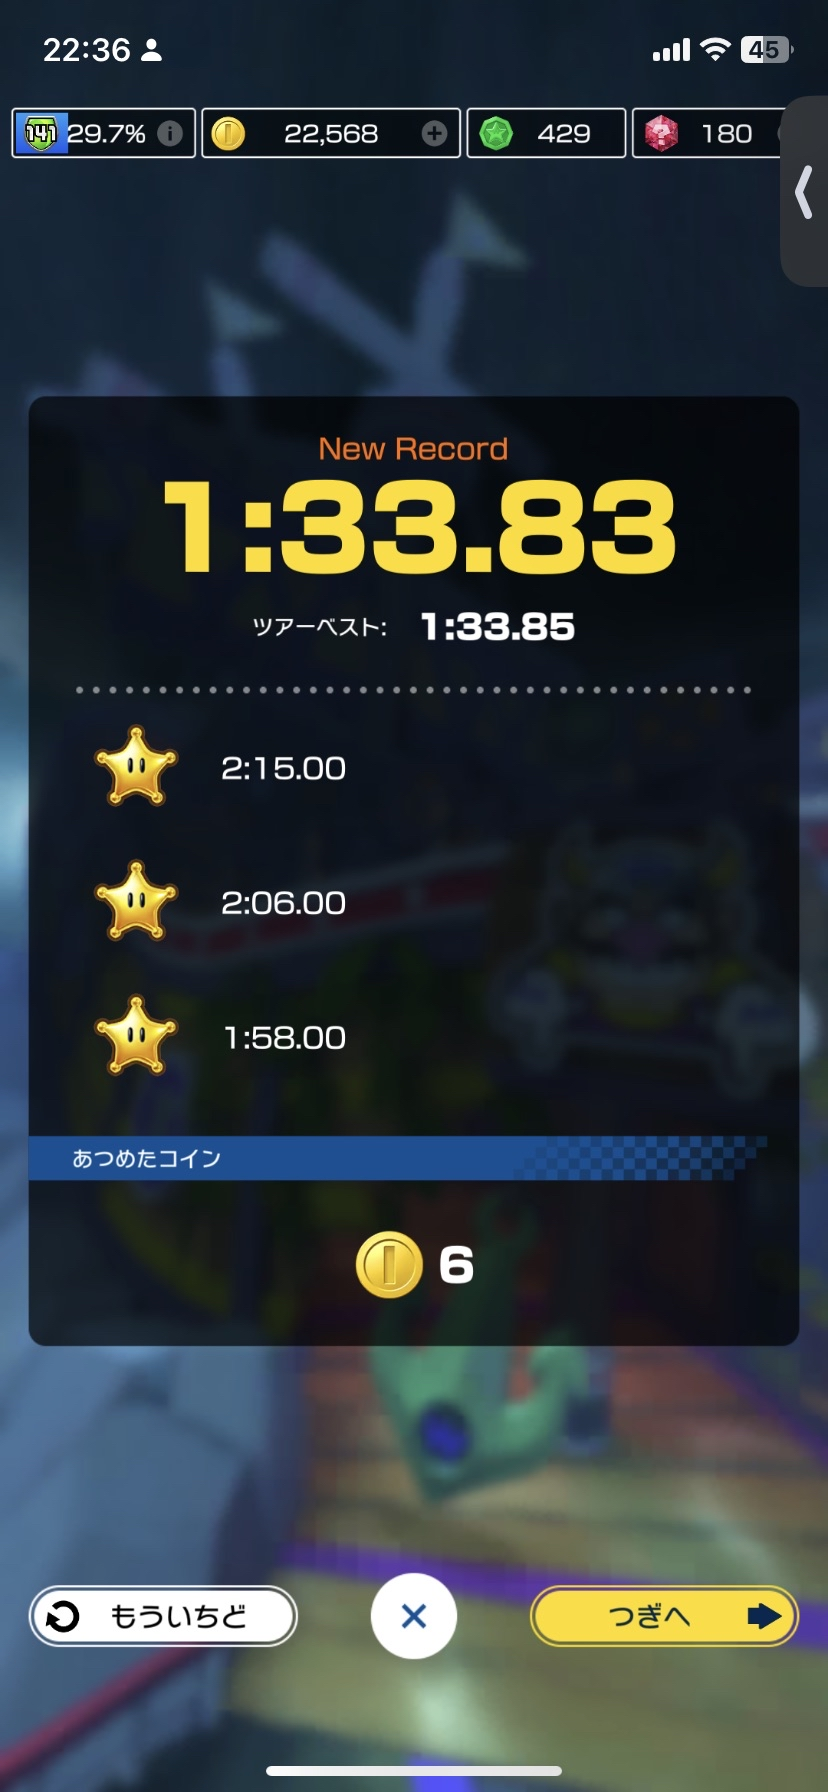 22:36 45
141 29.7% i 22,568 + 429 ? 180
New Record
1:33.83
ツアーベスト: 1:33.85
2:15.00
2:06.00
1:58.00
あつめたコイン
6
もういちど × つぎへ